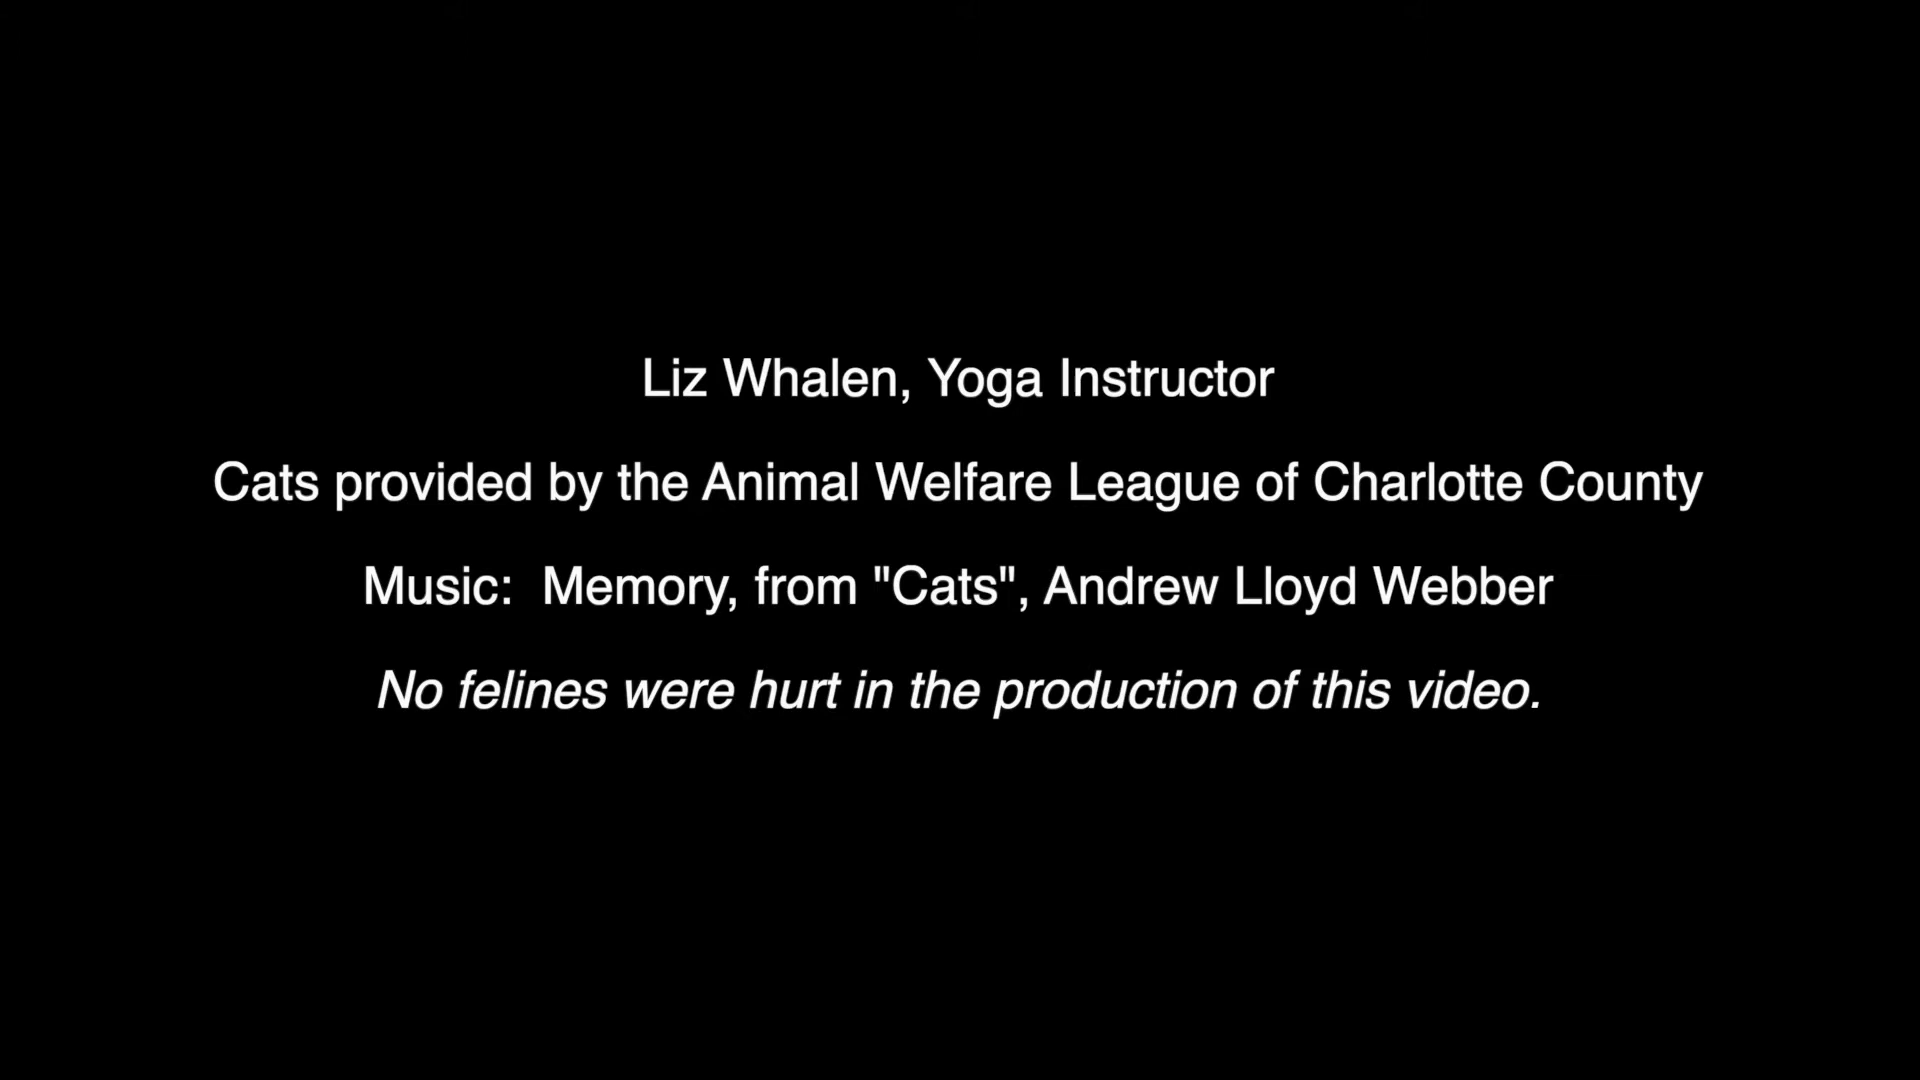 Liz Whalen, Yoga Instructor
Cats provided by the Animal Welfare League of Charlotte County
Music:  Memory, from "Cats", Andrew Lloyd Webber
No felines were hurt in the production of this video.